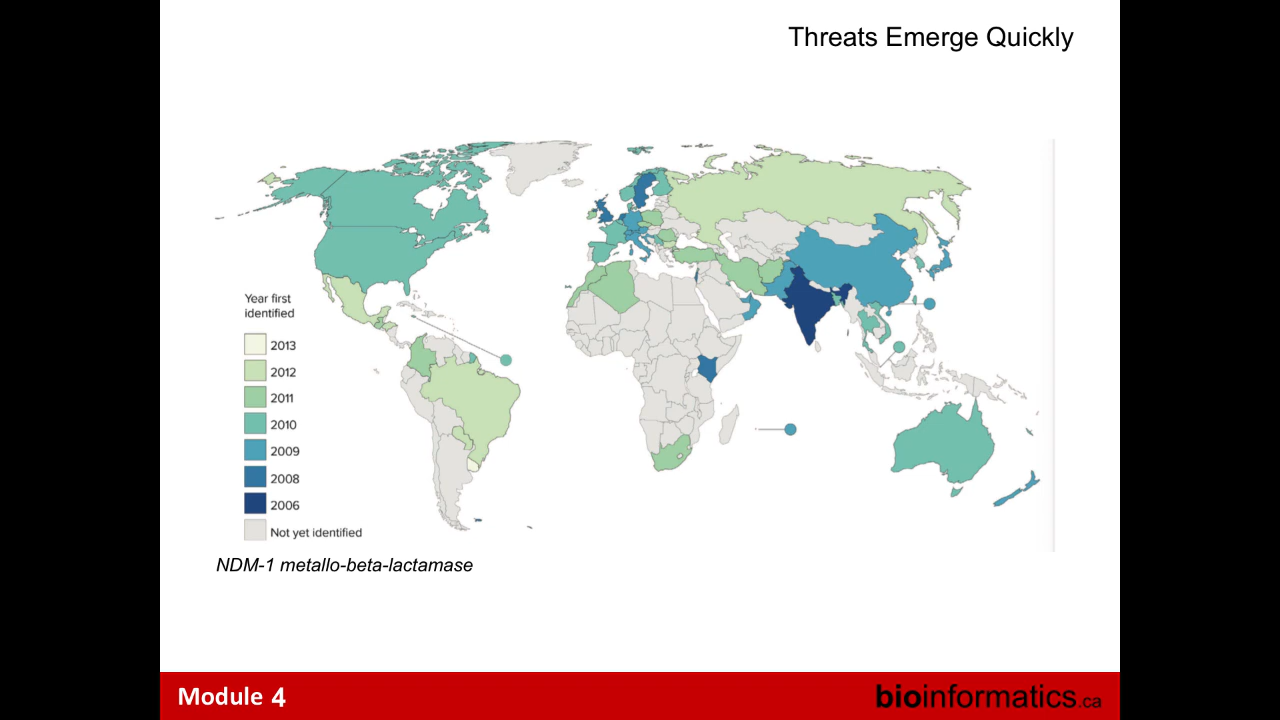 Threats Emerge Quickly
Year first
identified
2013
2012
2011
2010
2009
2008
2006
Not yet identified
NDM-1 metallo-beta-lactamase
Module 4
bioinformatics.ca